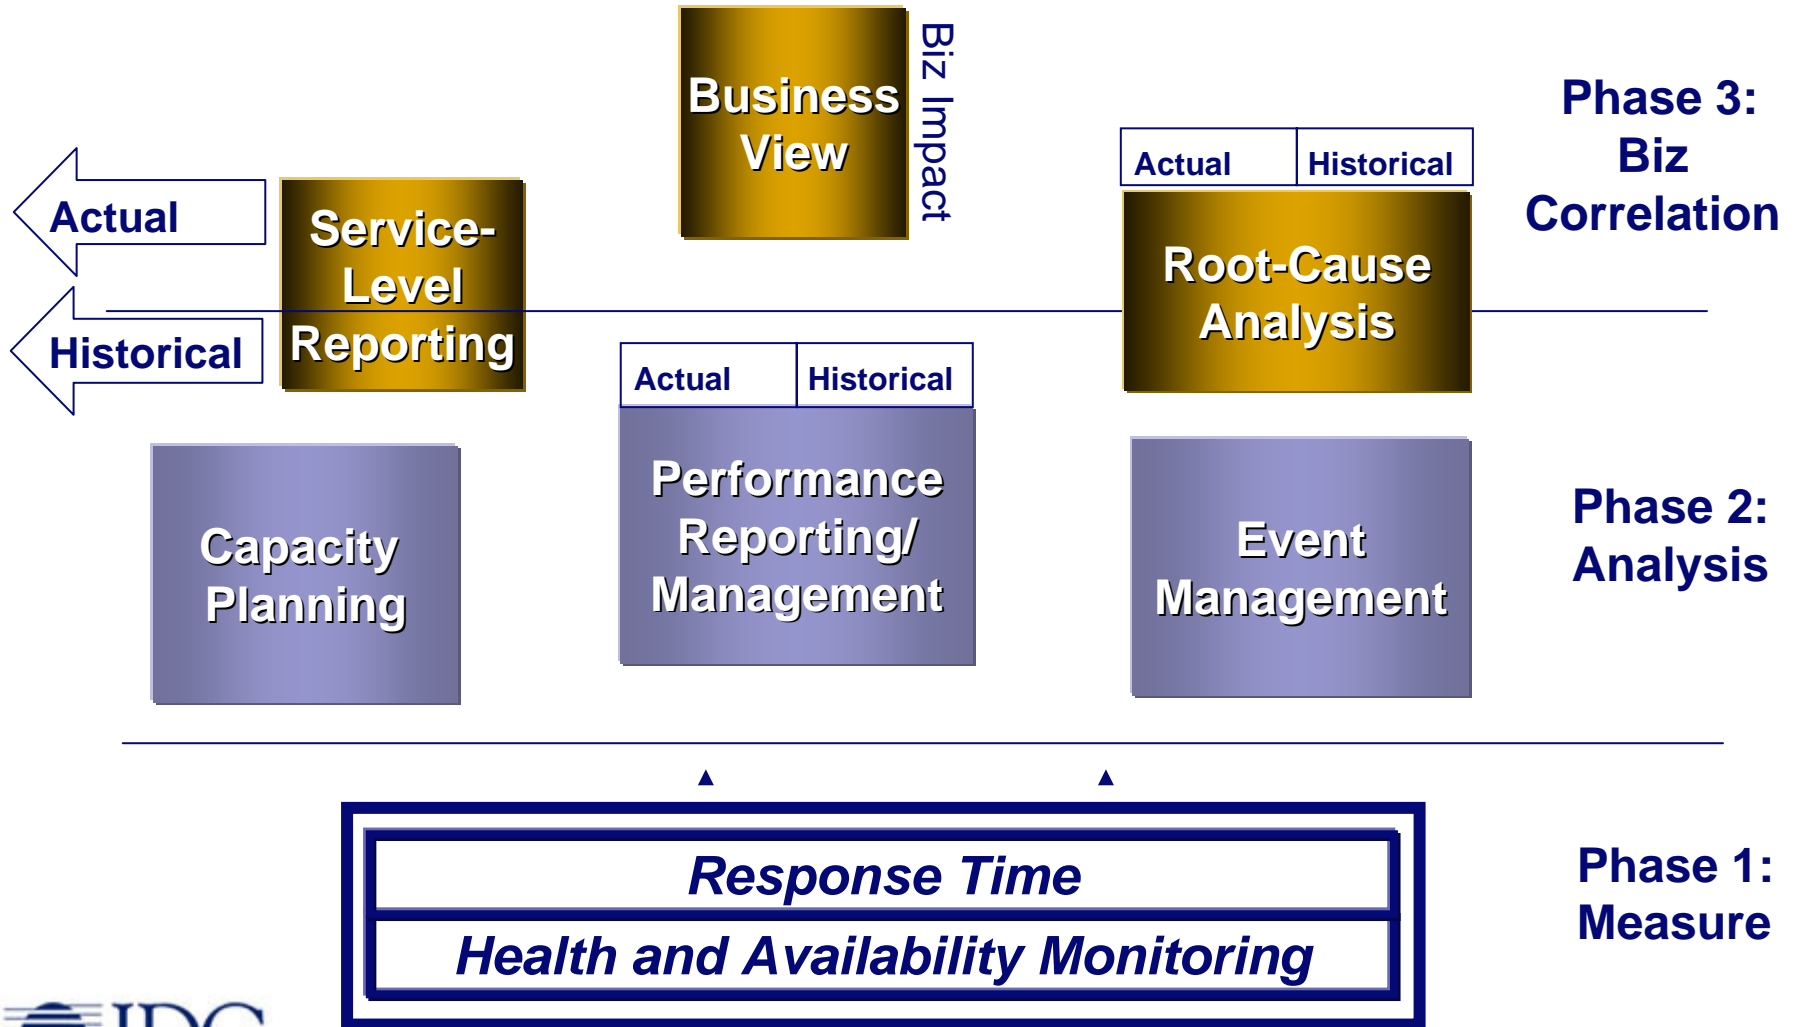 Business
View
Biz Impact
Phase 3:
Biz
Correlation
Actual
Historical
Actual
Service-
Level
Reporting
Root-Cause
Analysis
Historical
Actual
Historical
Performance
Reporting/
Management
Capacity
Planning
Event
Management
Phase 2:
Analysis
Response Time
Health and Availability Monitoring
Phase 1:
Measure
IDC